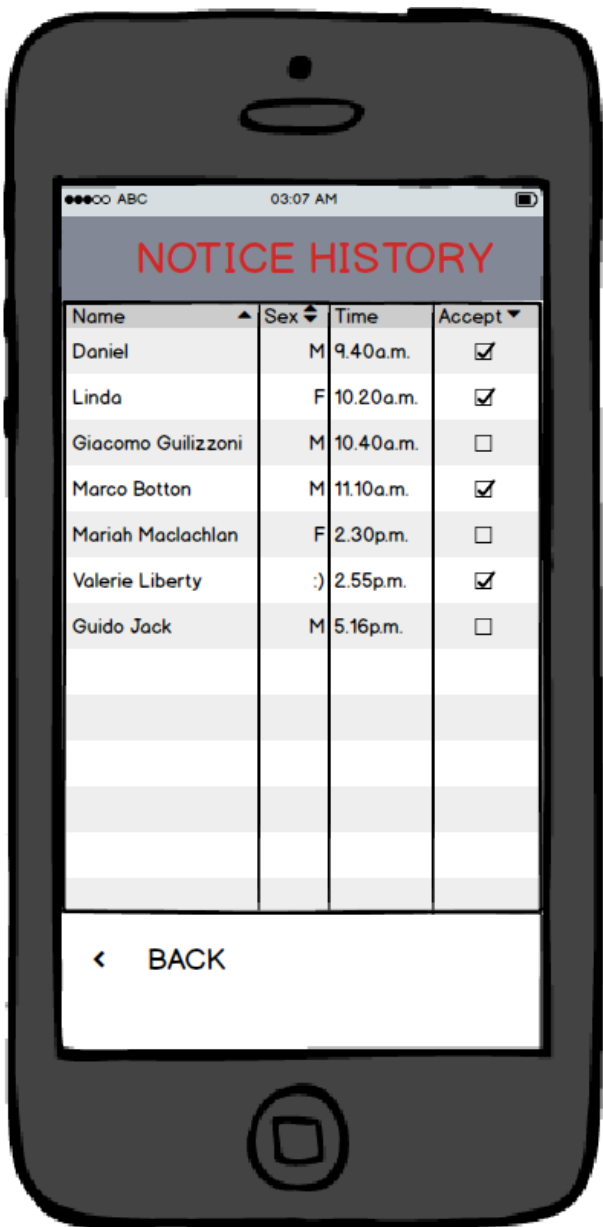 ABC 03:07 AM
NOTICE HISTORY
Name Sex Time Accept
Daniel M 9.40a.m.
Linda F 10.20a.m.
Giacomo Guilizzoni M 10.40a.m.
Marco Botton M 11.10a.m.
Mariah Maclachlan F 2.30p.m.
Valerie Liberty :) 2.55p.m.
Guido Jack M 5.16p.m.
BACK